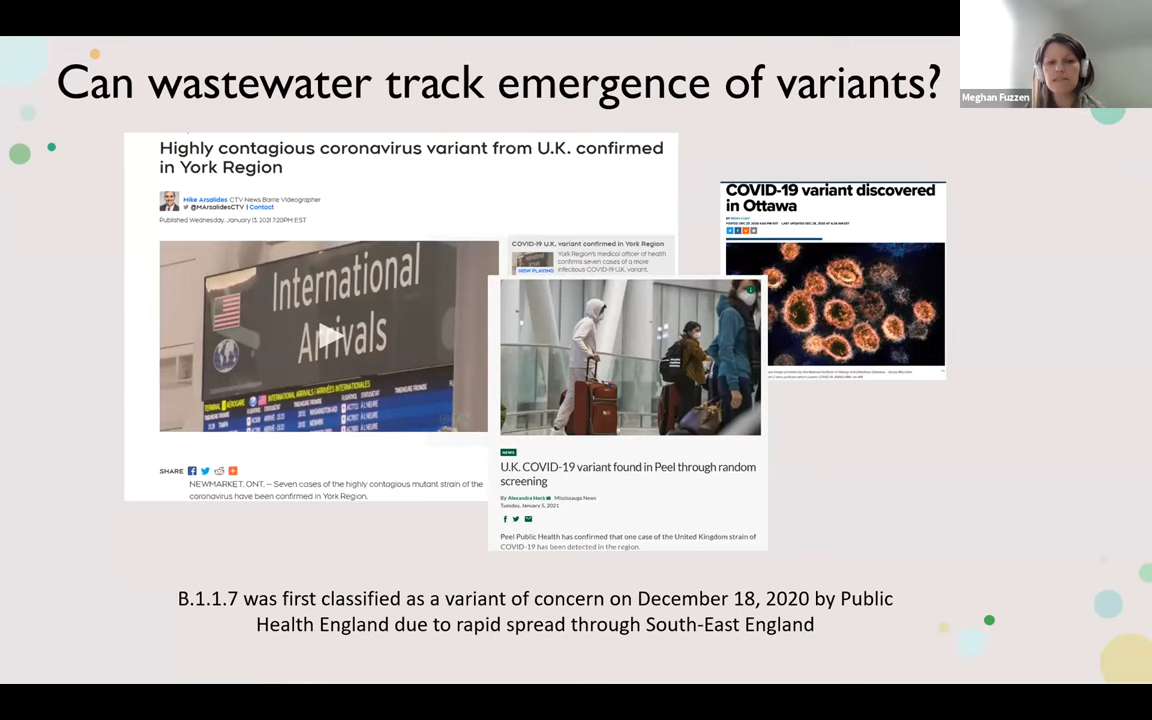 Can wastewater track emergence of variants?
Meghan Fuzzen
Highly contagious coronavirus variant from U.K. confirmed
in York Region
Mike Arsalides CTV News Barrie Videographer
@MArsalidesCTV | Contact
Published Wednesday, January 13, 2021 7:20PM EST
International
Arrivals
INTERNATIONAL ARRIVALS/ARRIVÉES INTERNATIONALES
COVID-19 U.K. variant confirmed in York Region
York Region's medical officer of health
confirms seven cases of a more
infectious COVID-19 U.K. variant.
NOW PLAYING
SHARE
NEWMARKET, ONT. – Seven cases of the highly contagious mutant strain of the
coronavirus have been confirmed in York Region.
COVID-19 variant discovered
in Ottawa
NEWS
U.K. COVID-19 variant found in Peel through random
screening
By Alexandra Heck Mississauga News
Tuesday, January 5, 2021
Peel Public Health has confirmed that one case of the United Kingdom strain of
COVID-19 has been detected in the region.
B.1.1.7 was first classified as a variant of concern on December 18, 2020 by Public
Health England due to rapid spread through South-East England